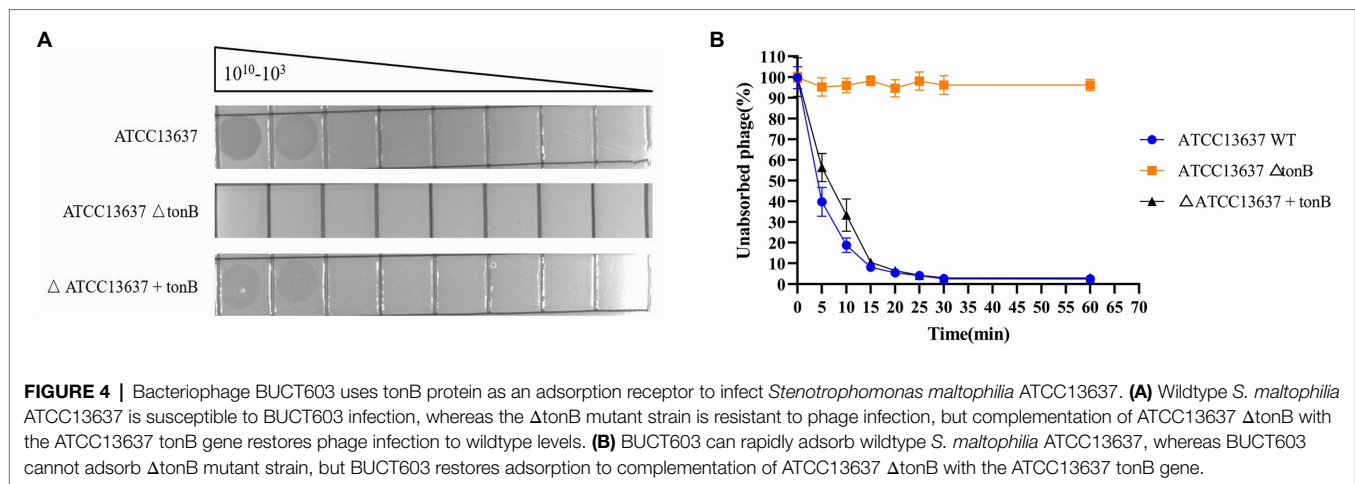 A
10¹⁰-10³
ATCC13637
ATCC13637 △tonB
△ ATCC13637 + tonB
B
Unabsorbed phage(%)
110
100
90
80
70
60
50
40
30
20
10
0
0 5 10 15 20 25 30 35 40 45 50 55 60 65 70
Time(min)
ATCC13637 WT
ATCC13637 △tonB
△ATCC13637 + tonB
FIGURE 4 | Bacteriophage BUCT603 uses tonB protein as an adsorption receptor to infect Stenotrophomonas maltophilia ATCC13637. (A) Wildtype S. maltophilia
ATCC13637 is susceptible to BUCT603 infection, whereas the ΔtonB mutant strain is resistant to phage infection, but complementation of ATCC13637 ΔtonB with
the ATCC13637 tonB gene restores phage infection to wildtype levels. (B) BUCT603 can rapidly adsorb wildtype S. maltophilia ATCC13637, whereas BUCT603
cannot adsorb ΔtonB mutant strain, but BUCT603 restores adsorption to complementation of ATCC13637 ΔtonB with the ATCC13637 tonB gene.